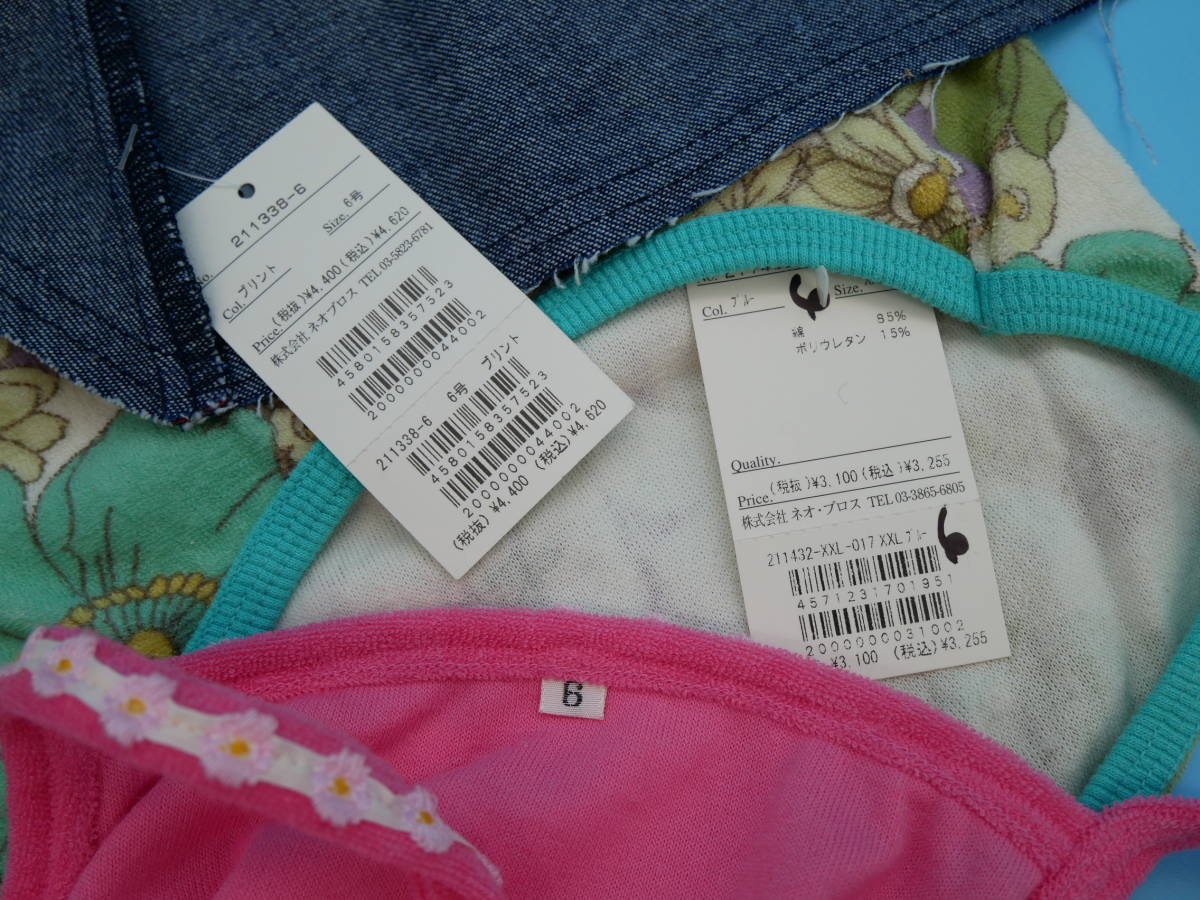 211338-6
Size. 6号
Col. プリント
Price. (税抜)¥4,400(税込)¥4,620
株式会社 ネオ・ブロス TEL 03-5823-6781
4580158357523
2000000044002
211338-6 6号 プリント
4580158357523
2000000044002
(税抜)¥4,400 (税込)¥4,620
Col. ブルー Size.
綿 85%
ポリウレタン 15%
Quality.
Price. (税抜)¥3,100(税込)¥3,255
株式会社 ネオ・ブロス TEL 03-3865-6805
211432-XXL-017 XXL ブルー
4571231701951
2000000031002
¥3,100 (税込)¥3,255
6